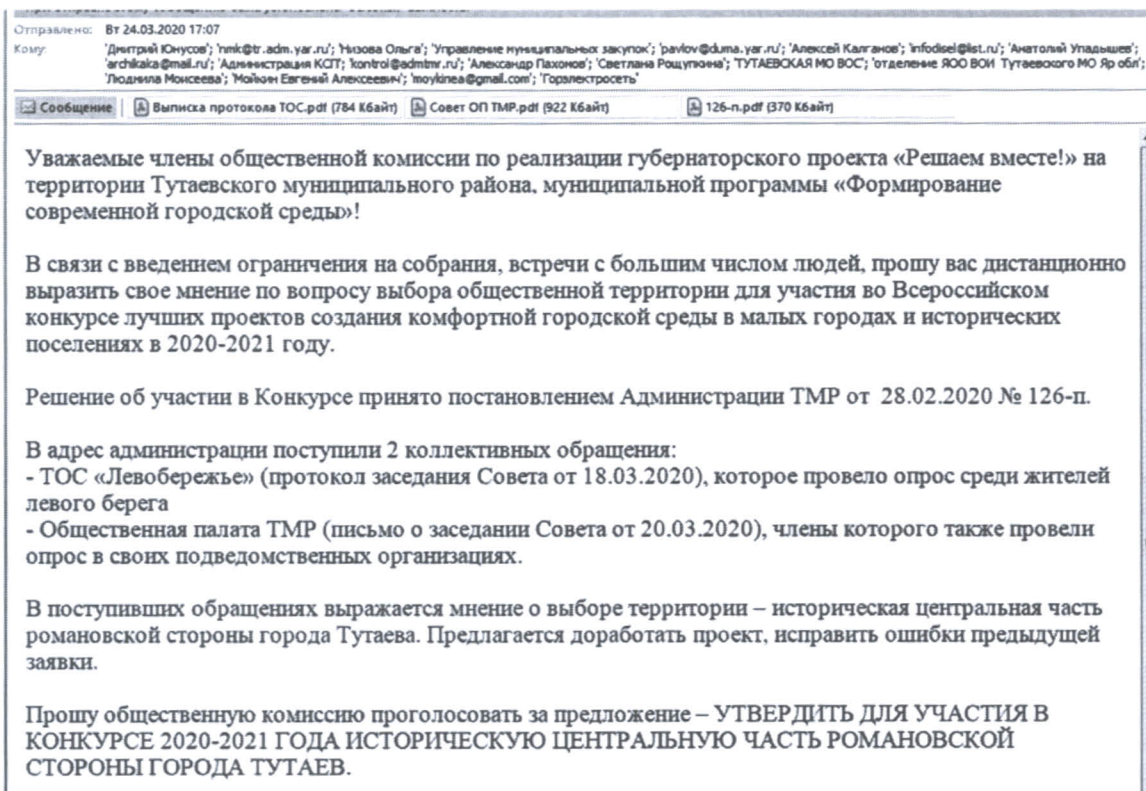 Отправлено: Вт 24.03.2020 17:07
Кому: 'Дмитрий Юнусов'; 'nmk@tr.adm.yar.ru'; 'Низова Ольга'; 'Управление муниципальных закупок'; 'pavlov@duma.yar.ru'; 'Алексей Калганов'; 'infodisel@list.ru'; 'Анатолий Упадышев';
'archikaka@mail.ru'; 'Администрация КСП'; 'kontrol@admtmr.ru'; 'Александр Пахонов'; 'Светлана Рощупкина'; 'ТУТАЕВСКАЯ МО ВОС'; 'отделение ЯОО ВОИ Тутаевского МО Яр обл';
'Людмила Моисеева'; 'Мойкин Евгений Алексеевич'; 'moykinea@gmail.com'; 'Горэлектросеть'
Сообщение Выписка протокола ТОС.pdf (784 Кбайт) Совет ОП ТМР.pdf (922 Кбайт) 126-п.pdf (370 Кбайт)
Уважаемые члены общественной комиссии по реализации губернаторского проекта «Решаем вместе!» на
территории Тутаевского муниципального района, муниципальной программы «Формирование
современной городской среды»!
В связи с введением ограничения на собрания, встречи с большим числом людей, прошу вас дистанционно
выразить свое мнение по вопросу выбора общественной территории для участия во Всероссийском
конкурсе лучших проектов создания комфортной городской среды в малых городах и исторических
поселениях в 2020-2021 году.
Решение об участии в Конкурсе принято постановлением Администрации ТМР от 28.02.2020 № 126-п.
В адрес администрации поступили 2 коллективных обращения:
- ТОС «Левобережье» (протокол заседания Совета от 18.03.2020), которое провело опрос среди жителей
левого берега
- Общественная палата ТМР (письмо о заседании Совета от 20.03.2020), члены которого также провели
опрос в своих подведомственных организациях.
В поступивших обращениях выражается мнение о выборе территории – историческая центральная часть
романовской стороны города Тутаева. Предлагается доработать проект, исправить ошибки предыдущей
заявки.
Прошу общественную комиссию проголосовать за предложение – УТВЕРДИТЬ ДЛЯ УЧАСТИЯ В
КОНКУРСЕ 2020-2021 ГОДА ИСТОРИЧЕСКУЮ ЦЕНТРАЛЬНУЮ ЧАСТЬ РОМАНОВСКОЙ
СТОРОНЫ ГОРОДА ТУТАЕВ.